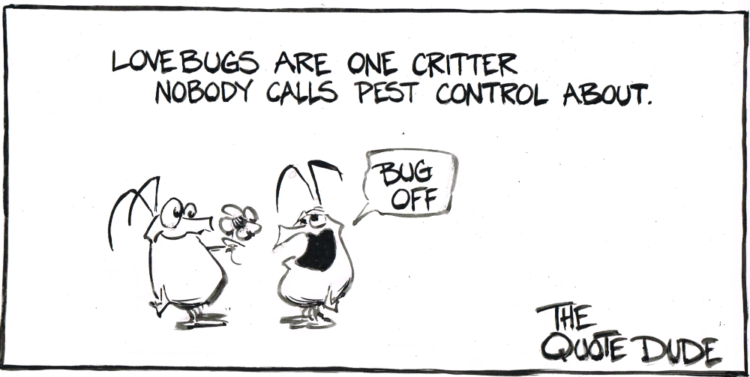 LOVEBUGS ARE ONE CRITTER
NOBODY CALLS PEST CONTROL ABOUT.
BUG
OFF
THE
QUOTE DUDE